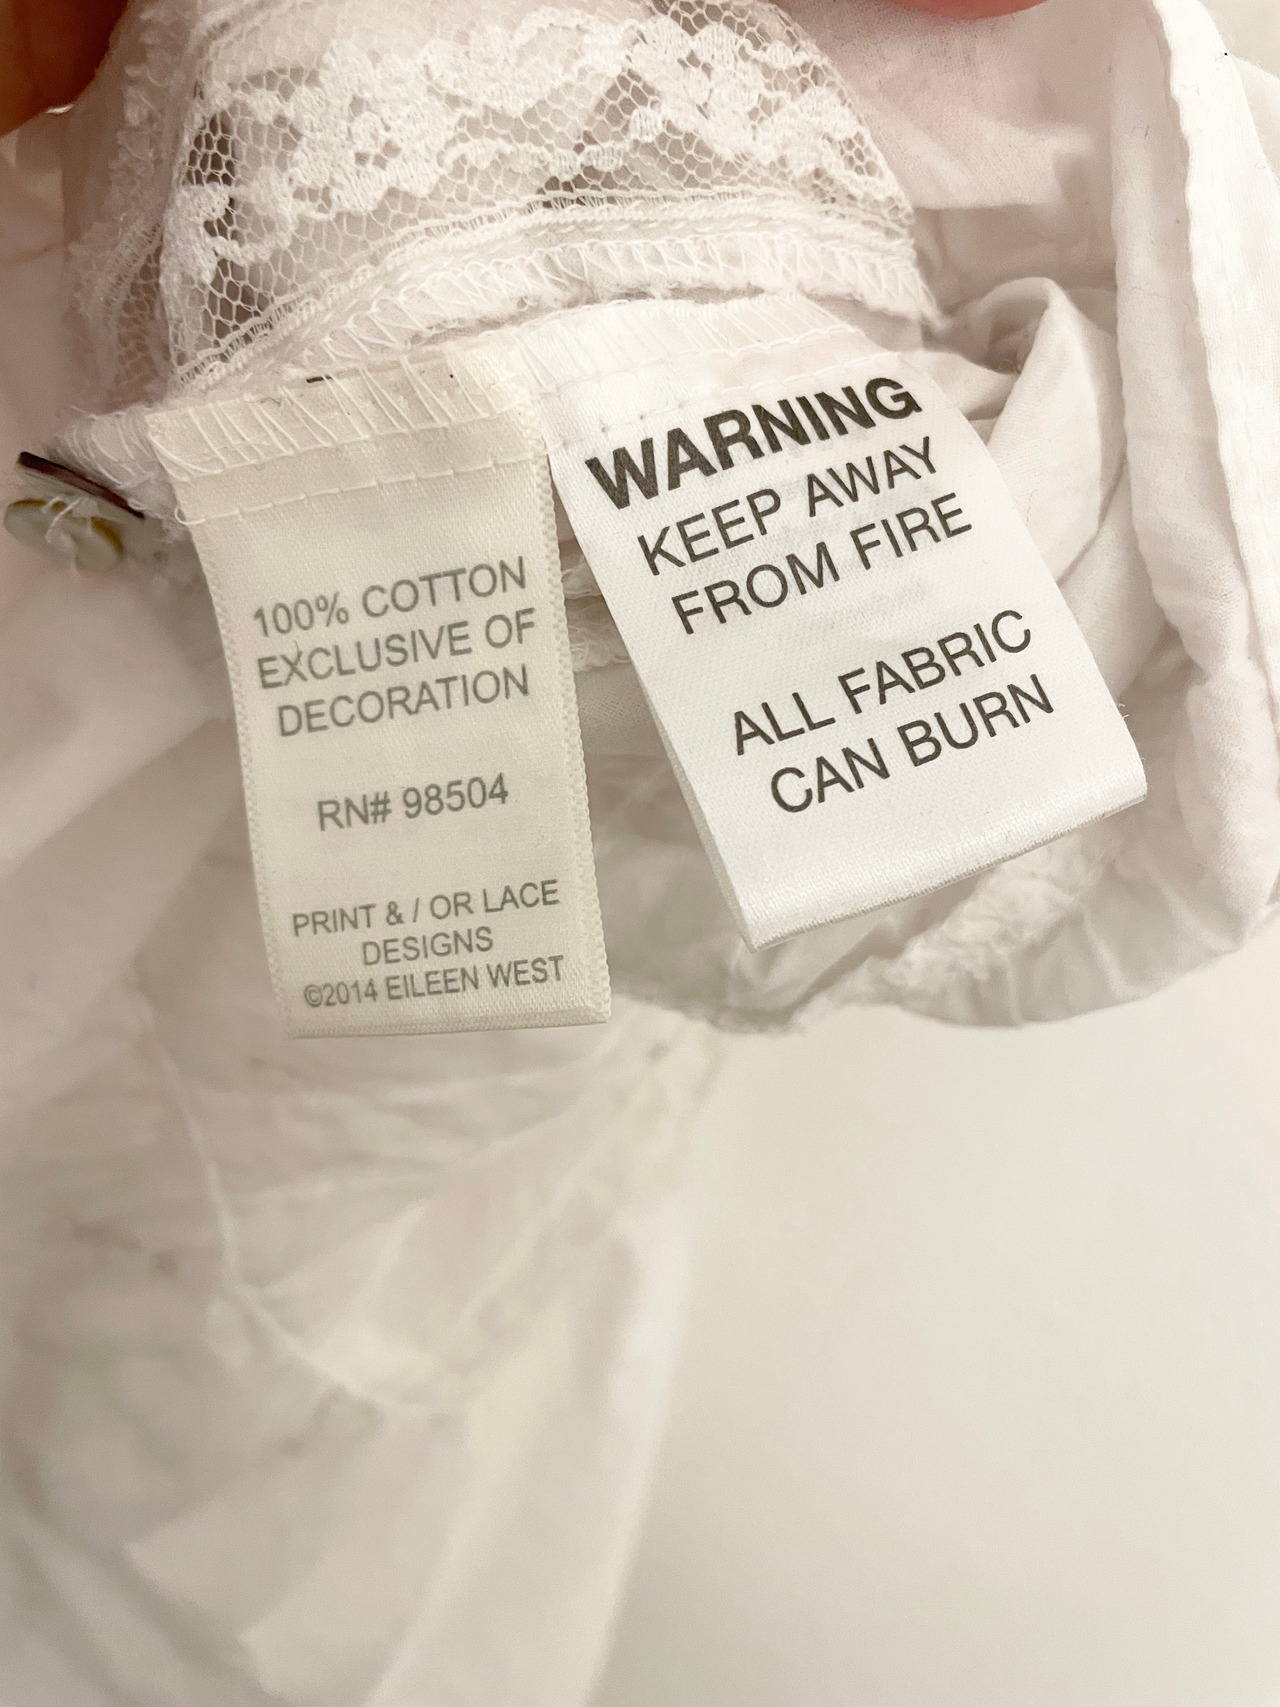 100% COTTON
EXCLUSIVE OF
DECORATION
RN# 98504
PRINT & / OR LACE
DESIGNS
©2014 EILEEN WEST
WARNING
KEEP AWAY
FROM FIRE
ALL FABRIC
CAN BURN